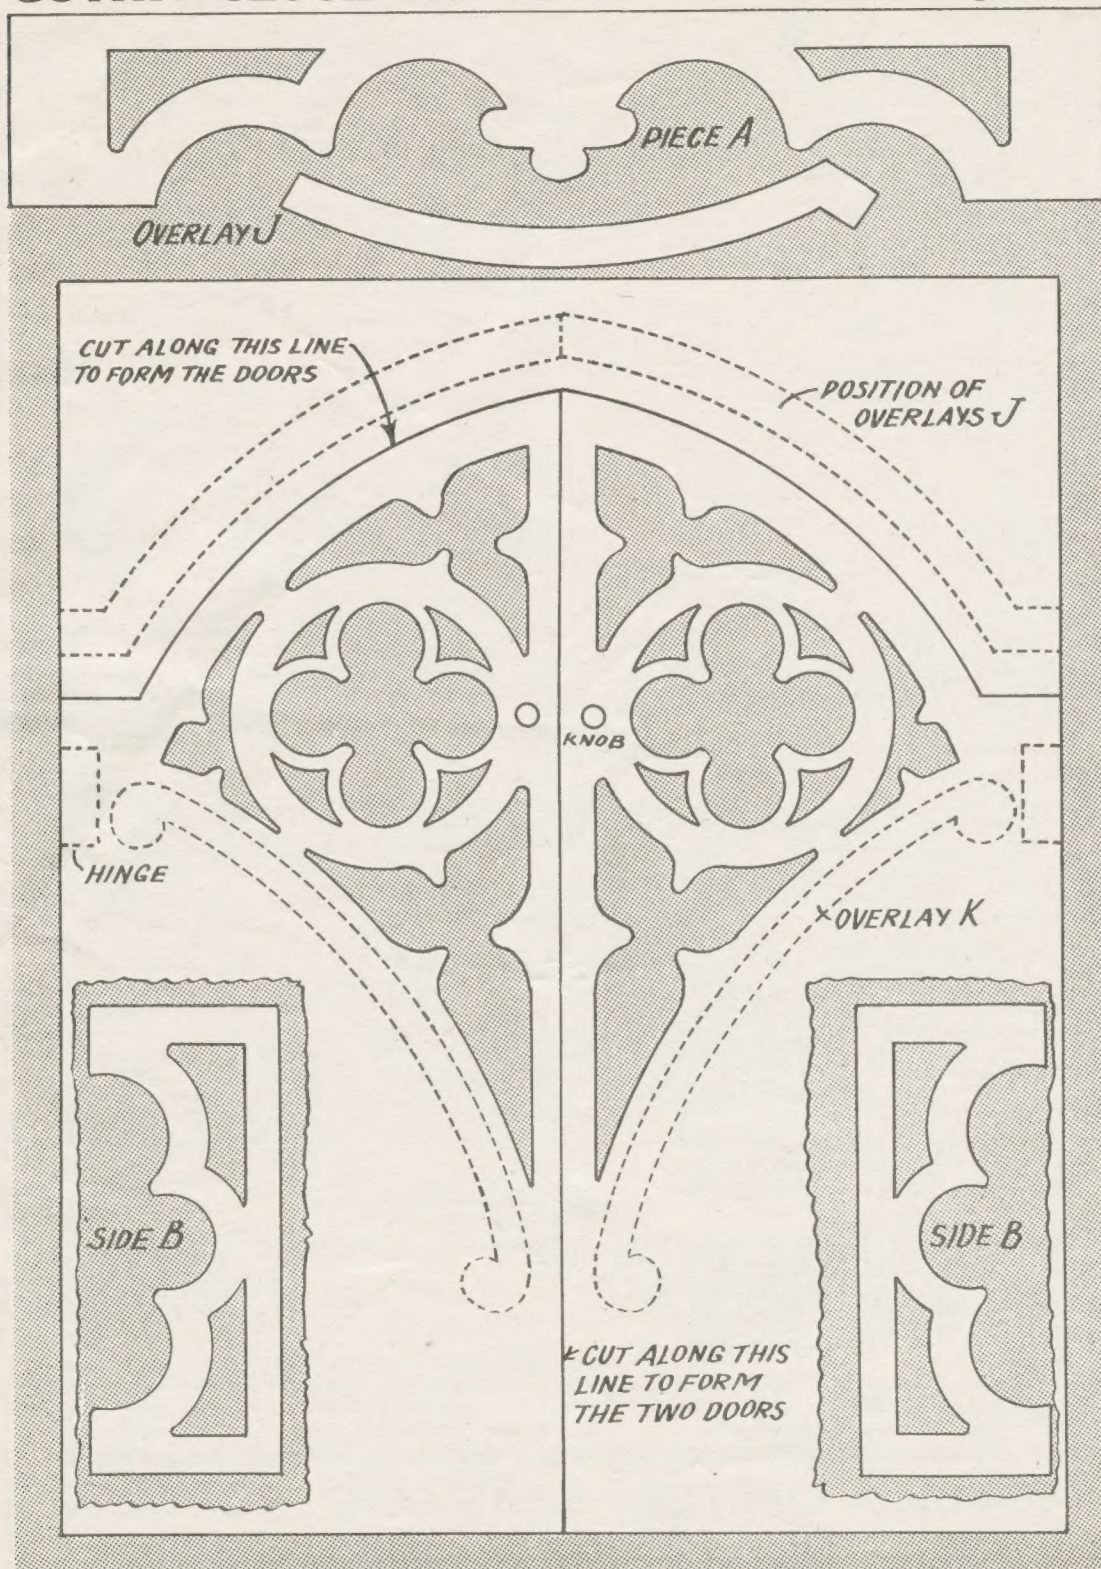 PIECE A
OVERLAY J
CUT ALONG THIS LINE
TO FORM THE DOORS
POSITION OF
OVERLAYS J
KNOB
HINGE
OVERLAY K
SIDE B
SIDE B
CUT ALONG THIS
LINE TO FORM
THE TWO DOORS